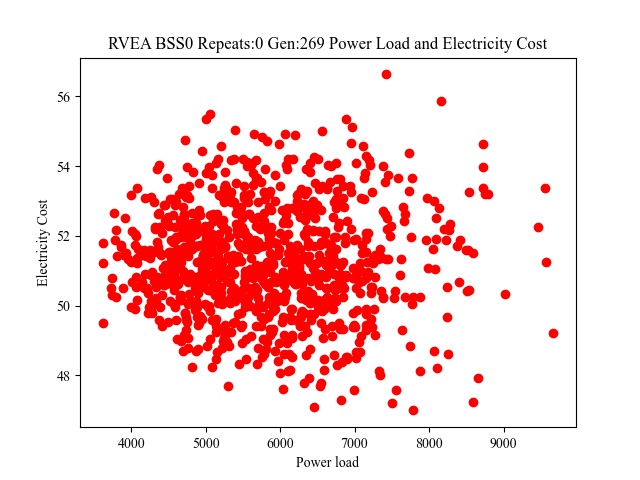 RVEA BSS0 Repeats:0 Gen:269 Power Load and Electricity Cost
56
54
52
50
48
Electricity Cost
4000 5000 6000 7000 8000 9000
Power load